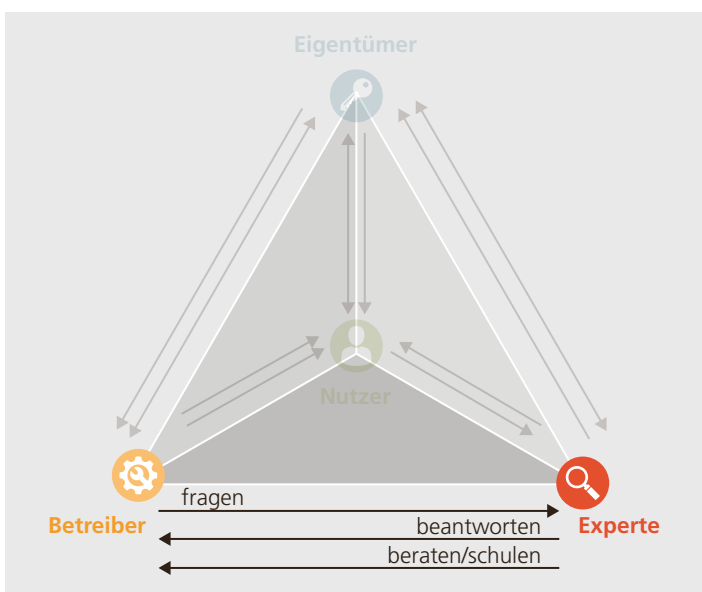 Eigentümer
Nutzer
fragen
Betreiber
beantworten
Experte
beraten/schulen